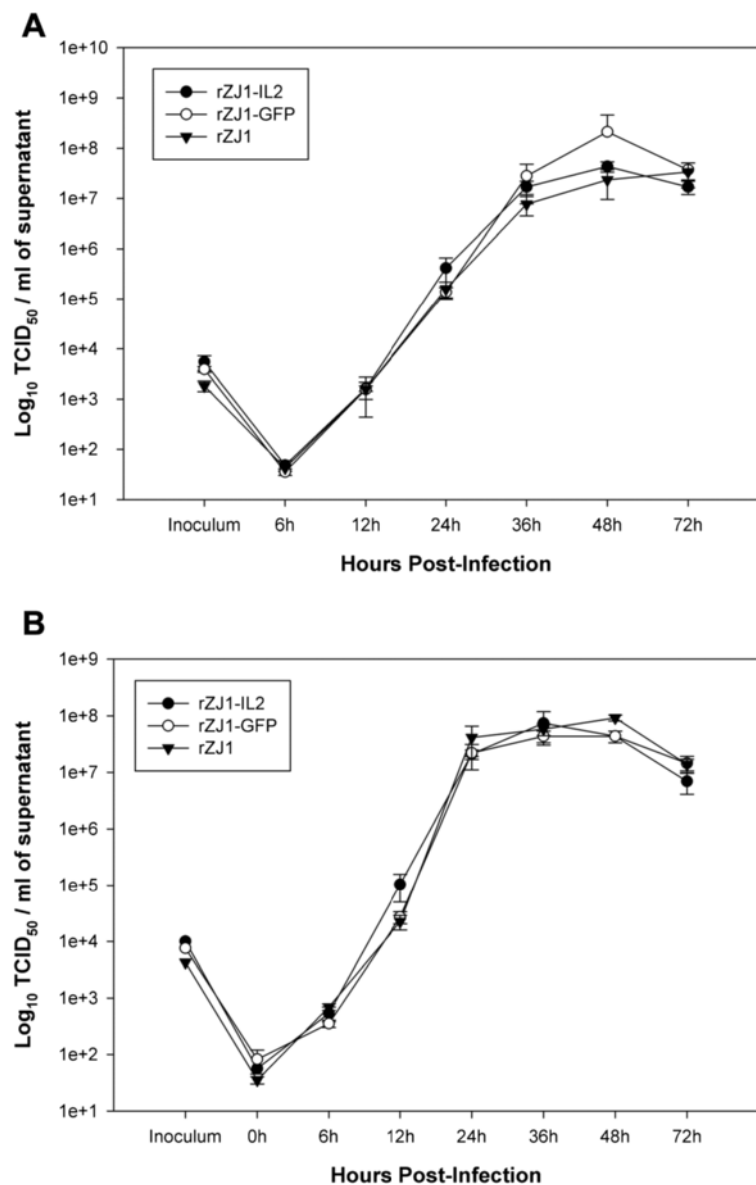 A
1e+10
1e+9
1e+8
1e+7
1e+6
1e+5
1e+4
1e+3
1e+2
1e+1
Log10 TCID50 / ml of supernatant
rZJ1-IL2
rZJ1-GFP
rZJ1
Inoculum 6h 12h 24h 36h 48h 72h
Hours Post-Infection
B
1e+9
1e+8
1e+7
1e+6
1e+5
1e+4
1e+3
1e+2
1e+1
Log10 TCID50 / ml of supernatant
rZJ1-IL2
rZJ1-GFP
rZJ1
Inoculum 0h 6h 12h 24h 36h 48h 72h
Hours Post-Infection